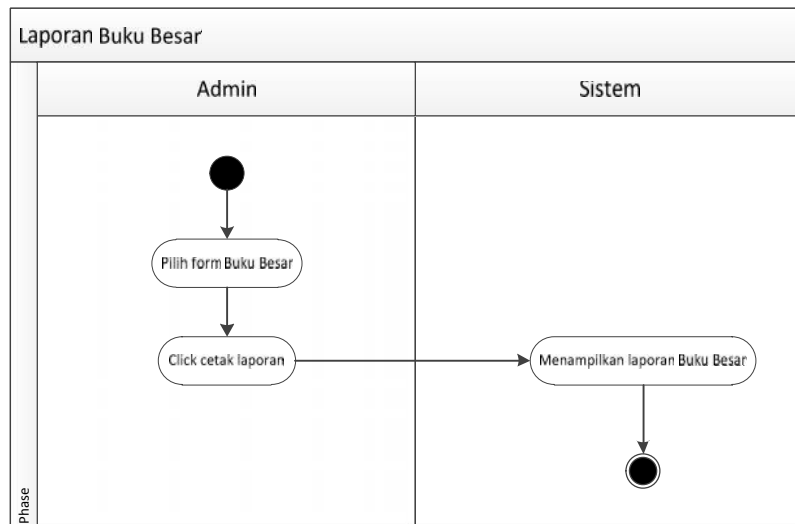 Laporan Buku Besar
Admin
Sistem
Pilih form Buku Besar
Click cetak laporan
Menampilkan laporan Buku Besar
Phase